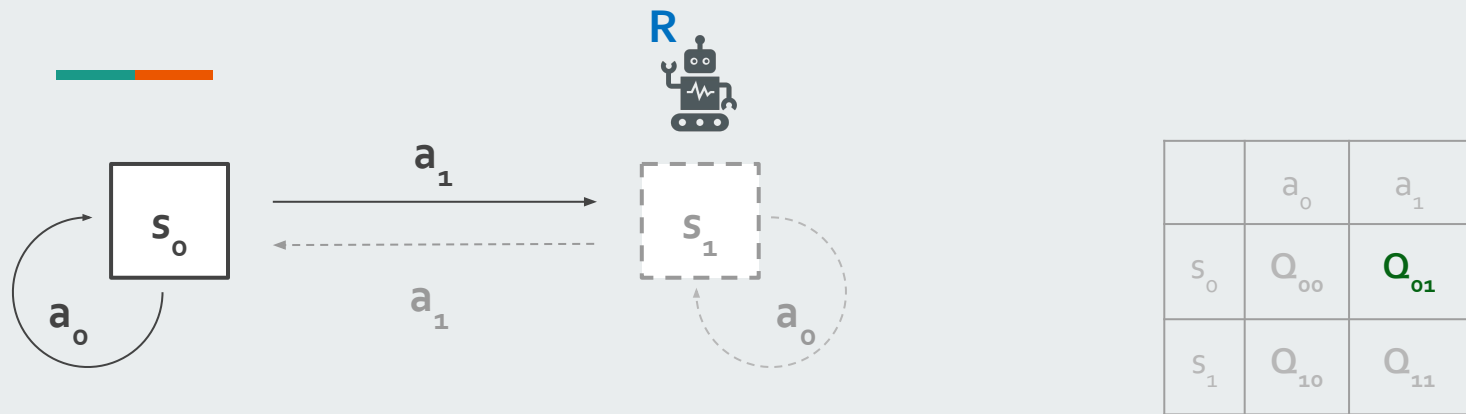 R
a₁
s₀
s₁
a₀
a₁
a₀
a₀ a₁
s₀ Q₀₀ Q₀₁
s₁ Q₁₀ Q₁₁